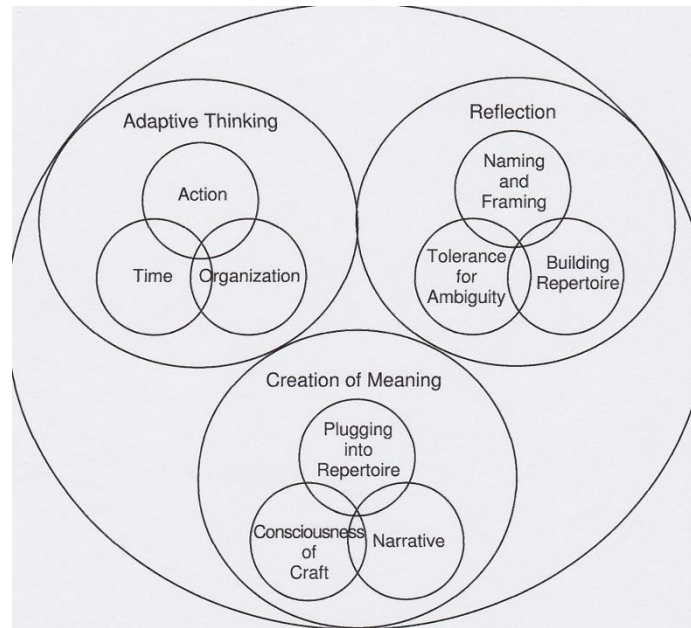 Adaptive Thinking
Action
Time
Organization
Reflection
Naming
and
Framing
Tolerance
for
Ambiguity
Building
Repertoire
Creation of Meaning
Plugging
into
Repertoire
Consciousness
of
Craft
Narrative